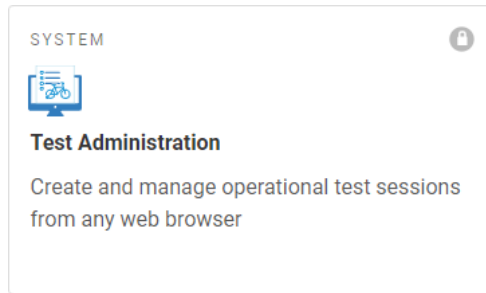 SYSTEM
Test Administration
Create and manage operational test sessions
from any web browser